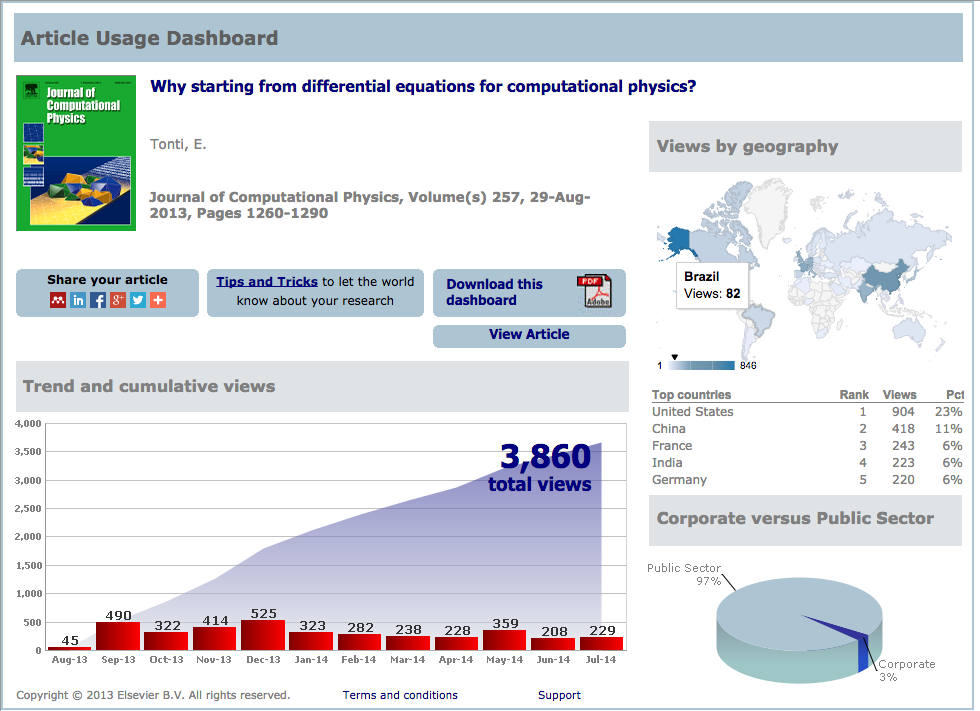 Article Usage Dashboard
Journal of
Computational
Physics
Why starting from differential equations for computational physics?
Tonti, E.
Journal of Computational Physics, Volume(s) 257, 29-Aug-
2013, Pages 1260-1290
Share your article
Tips and Tricks to let the world
know about your research
Download this
dashboard
PDF
Adobe
View Article
Views by geography
Brazil
Views: 82
1
846
Top countries Rank Views Pct
United States 1 904 23%
China 2 418 11%
France 3 243 6%
India 4 223 6%
Germany 5 220 6%
Trend and cumulative views
4,000
3,500
3,000
2,500
2,000
1,500
1,000
500
0
3,860
total views
45
490
322
414
525
323
282
238
228
359
208
229
Aug-13 Sep-13 Oct-13 Nov-13 Dec-13 Jan-14 Feb-14 Mar-14 Apr-14 May-14 Jun-14 Jul-14
Corporate versus Public Sector
Public Sector
97%
Corporate
3%
Copyright © 2013 Elsevier B.V. All rights reserved.
Terms and conditions
Support